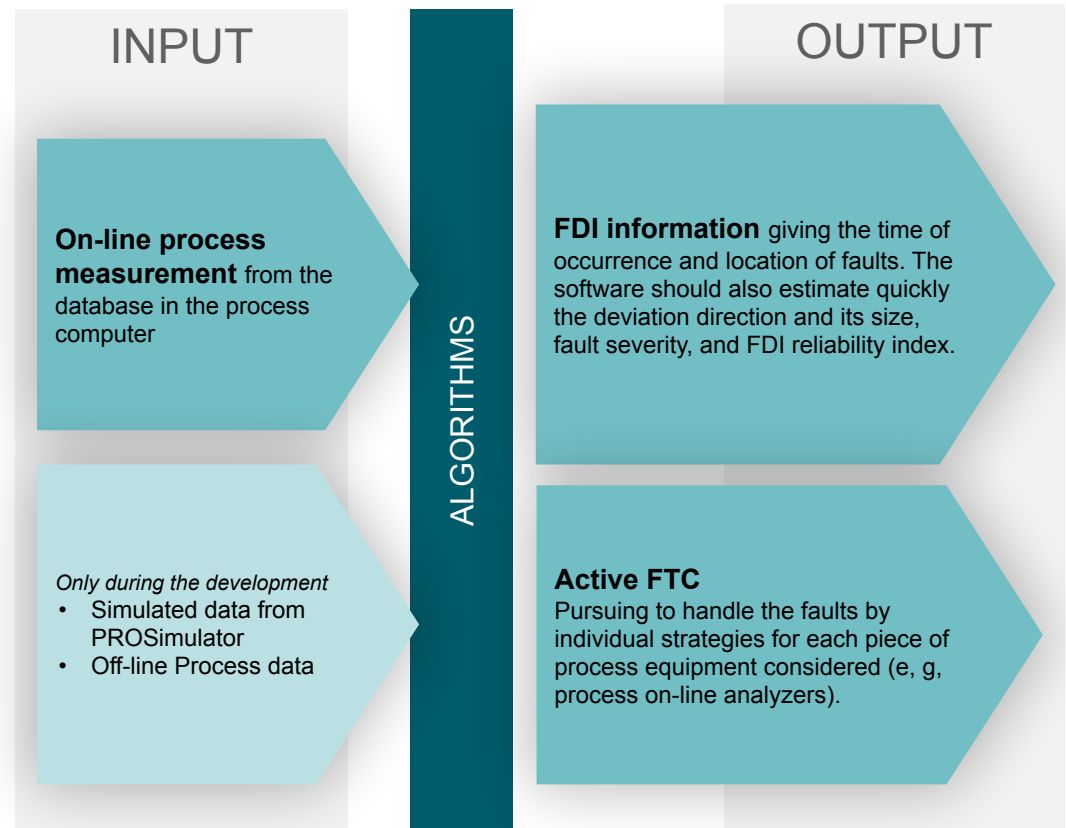 INPUT
On-line process
measurement from the
database in the process
computer
Only during the development
• Simulated data from
PROSimulator
• Off-line Process data
ALGORITHMS
OUTPUT
FDI information giving the time of
occurrence and location of faults. The
software should also estimate quickly
the deviation direction and its size,
fault severity, and FDI reliability index.
Active FTC
Pursuing to handle the faults by
individual strategies for each piece of
process equipment considered (e, g,
process on-line analyzers).